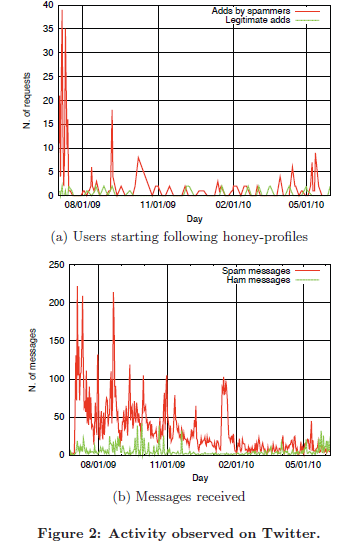 40
Adds by spammers
Legitimate adds
35
30
25
20
15
10
5
0
N. of requests
08/01/09 11/01/09 02/01/10 05/01/10
Day
(a) Users starting following honey-profiles
250
Spam messages
Ham messages
200
150
100
50
0
N. of messages
08/01/09 11/01/09 02/01/10 05/01/10
Day
(b) Messages received
Figure 2: Activity observed on Twitter.